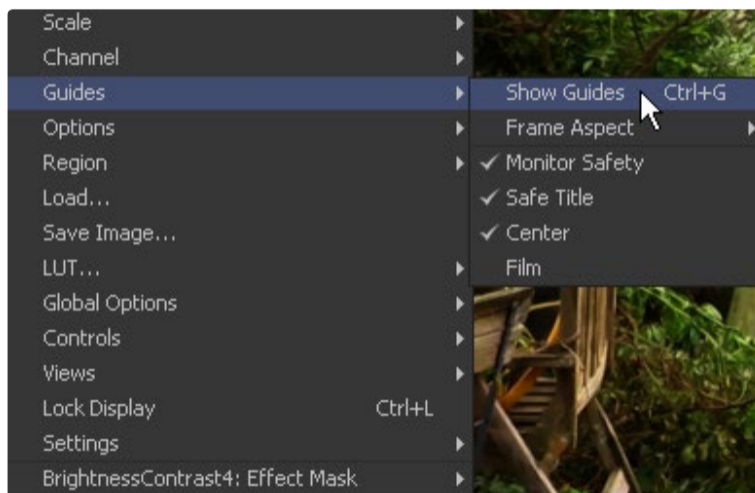 Scale
Channel
Guides
Show Guides Ctrl+G
Options
Frame Aspect
Region
Monitor Safety
Load...
Safe Title
Save Image...
Center
LUT...
Film
Global Options
Controls
Views
Lock Display Ctrl+L
Settings
BrightnessContrast4: Effect Mask